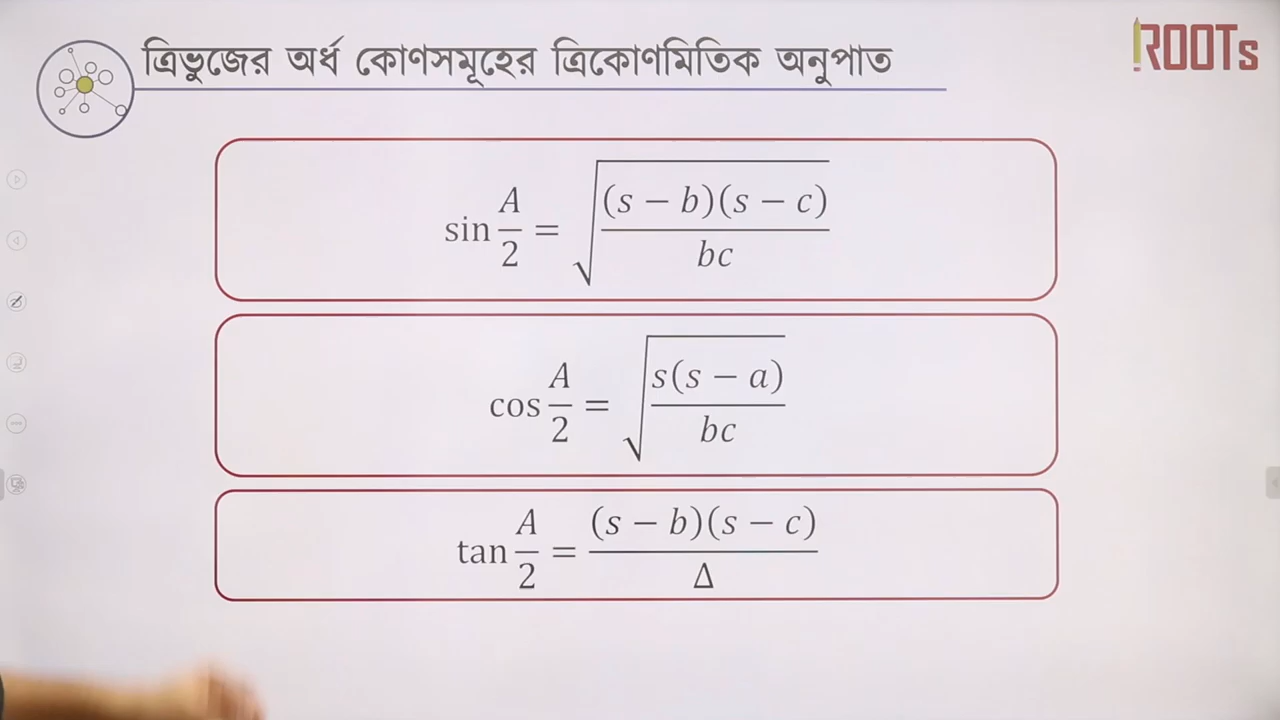 ত্রিভুজের অর্ধ কোণসমূহের ত্রিকোণমিতিক অনুপাত
ROOTs
sin A/2 = √((s − b)(s − c)/bc)
cos A/2 = √(s(s − a)/bc)
tan A/2 = (s − b)(s − c)/Δ